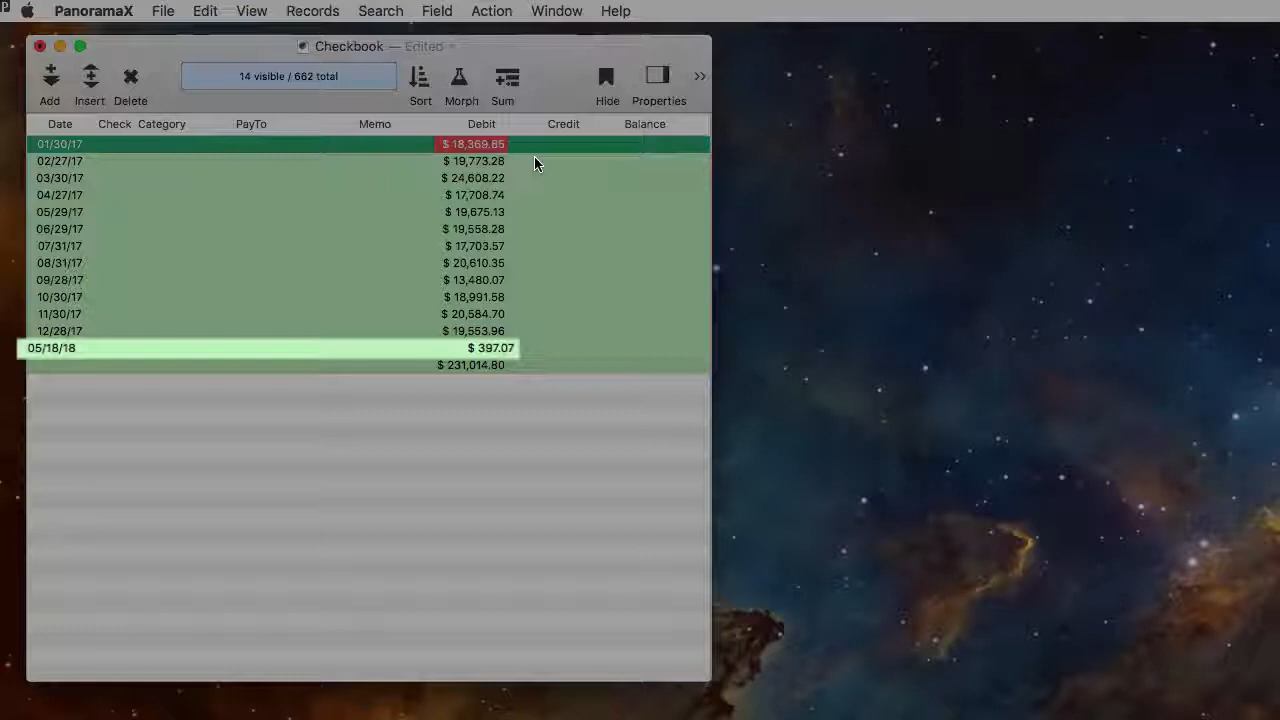 PanoramaX File Edit View Records Search Field Action Window Help
Checkbook — Edited
14 visible / 662 total
Add Insert Delete Sort Morph Sum Hide Properties
Date Check Category PayTo Memo Debit Credit Balance
01/30/17 $ 18,369.85
02/27/17 $ 19,773.28
03/30/17 $ 24,608.22
04/27/17 $ 17,708.74
05/29/17 $ 19,675.13
06/29/17 $ 19,558.28
07/31/17 $ 17,703.57
08/31/17 $ 20,610.35
09/28/17 $ 13,480.07
10/30/17 $ 18,991.58
11/30/17 $ 20,584.70
12/28/17 $ 19,553.96
05/18/18 $ 397.07
$ 231,014.80